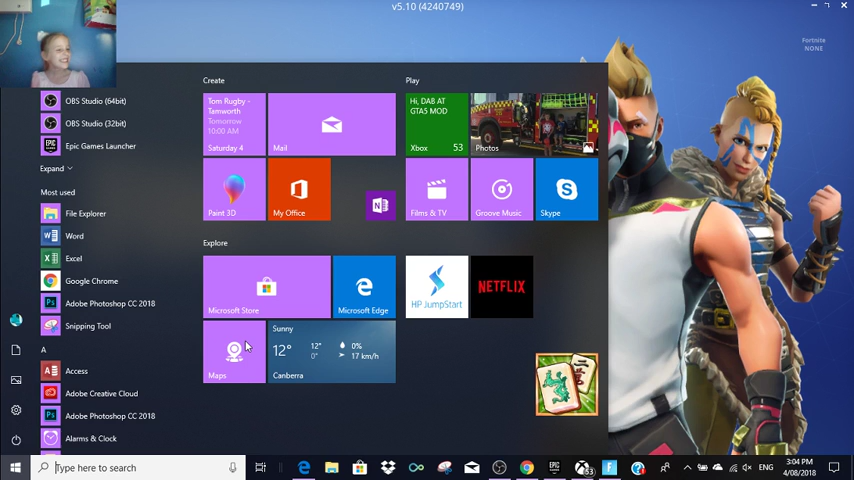 v5.10 (4240749)
Fortnite
NONE
OBS Studio (64bit)
OBS Studio (32bit)
Epic Games Launcher
Expand
Most used
File Explorer
Word
Excel
Google Chrome
Adobe Photoshop CC 2018
Snipping Tool
A
Access
Adobe Creative Cloud
Adobe Photoshop CC 2018
Alarms & Clock
Create
Tom Rugby -
Tamworth
Tomorrow
10:00 AM
Saturday 4
Mail
Paint 3D
My Office
Explore
Microsoft Store
Microsoft Edge
Maps
Sunny
12°
12°
0°
0%
17 km/h
Canberra
Play
Hi, DAB AT
GTA5 MOD
Xbox
53
Photos
Films & TV
Groove Music
Skype
HP JumpStart
NETFLIX
Type here to search
53
ENG
3:04 PM
4/08/2018